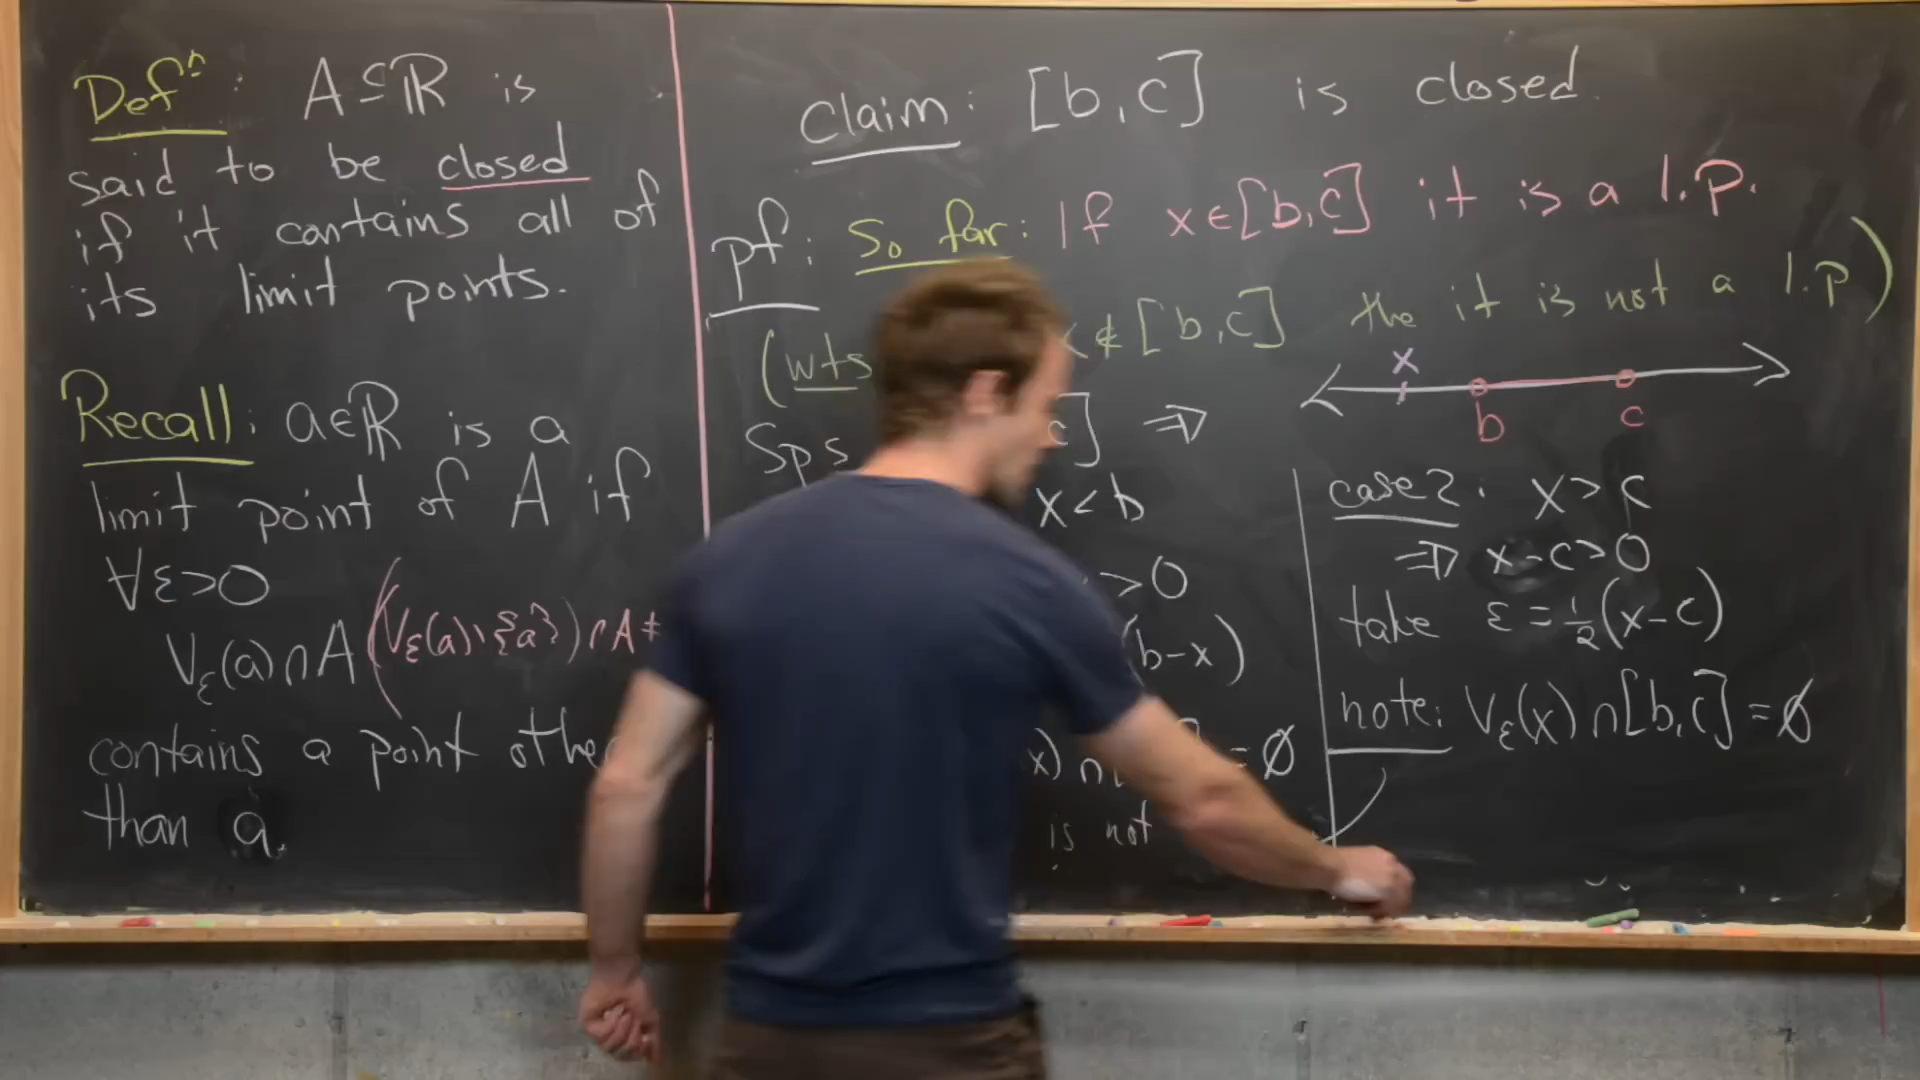 Defⁿ: A ⊆ ℝ is
said to be closed
if it contains all of
its limit points.
Recall: a∈ℝ is a
limit point of A if
∀ε>0
Vε(a)∩A (Vε(a)∖{a})∩A ≠
contains a point othe
than a.
Claim: [b,c] is closed.
pf: So far: If x∈[b,c] it is a l.p.
(wts x∉[b,c] the it is not a l.p)
x
b c
Sps c] ⇒
x<b
>0
(b-x)
x)∩ =∅
is not
case 2: x>c
⇒ x-c>0
take ε=½(x-c)
note: Vε(x)∩[b,c]=∅